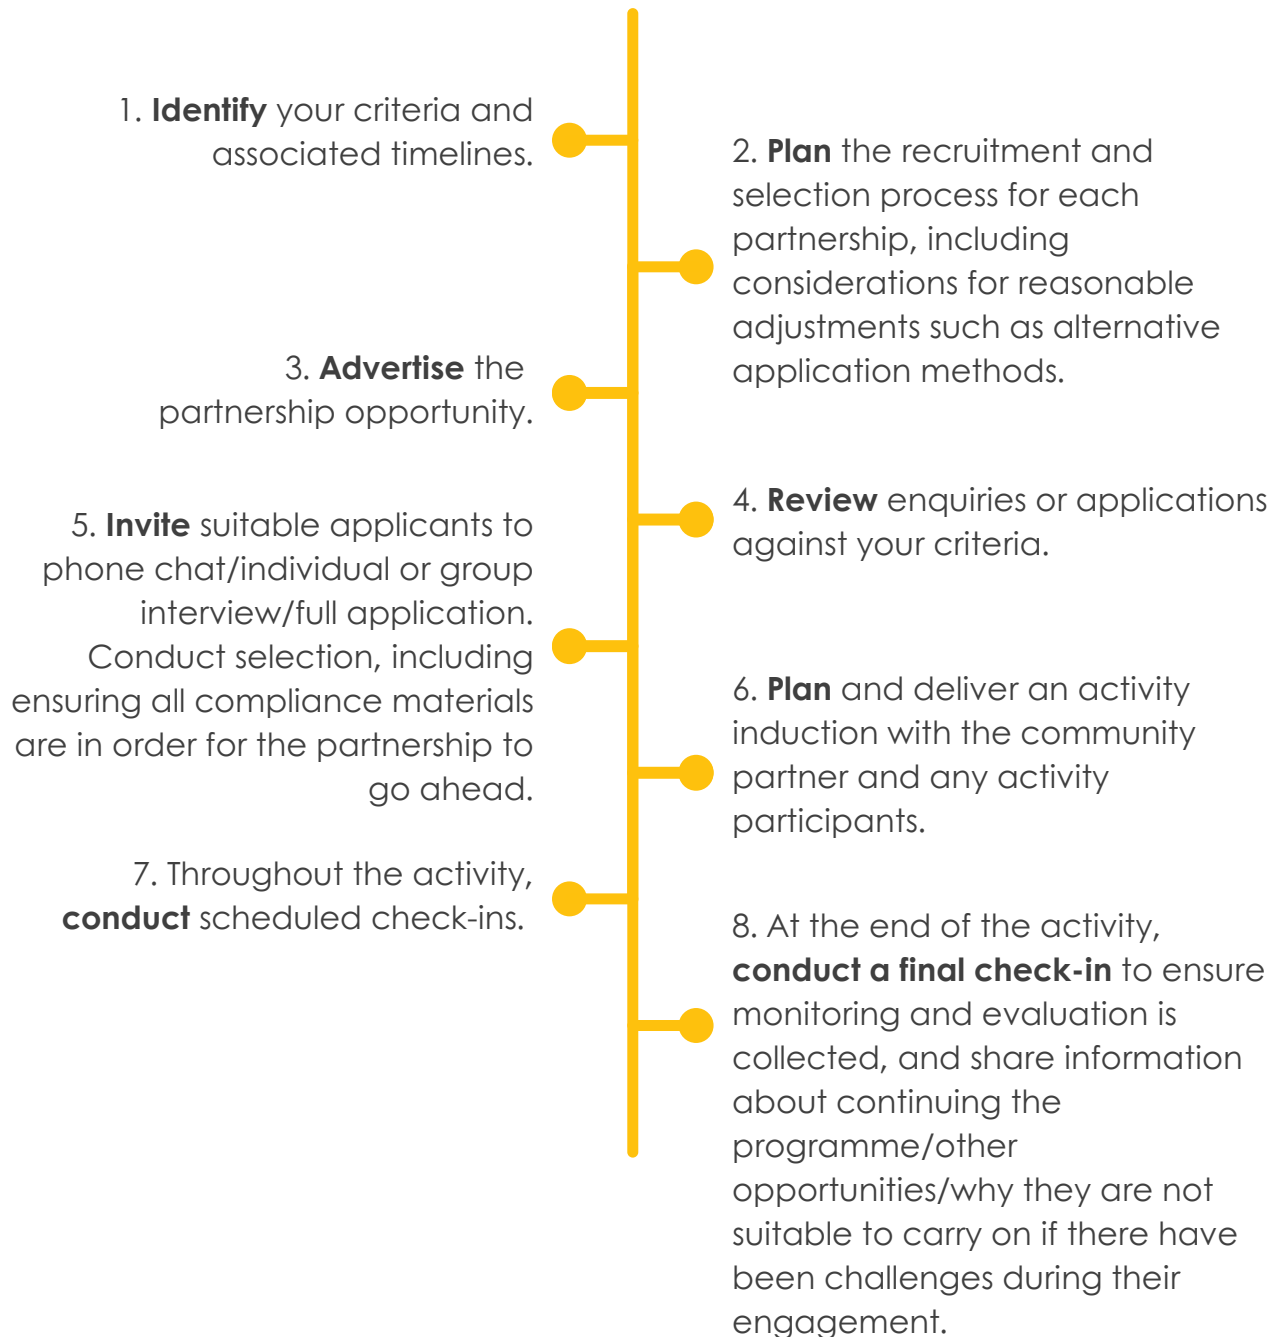 1. Identify your criteria and
associated timelines.
2. Plan the recruitment and
selection process for each
partnership, including
considerations for reasonable
adjustments such as alternative
application methods.
3. Advertise the
partnership opportunity.
4. Review enquiries or applications
against your criteria.
5. Invite suitable applicants to
phone chat/individual or group
interview/full application.
Conduct selection, including
ensuring all compliance materials
are in order for the partnership to
go ahead.
6. Plan and deliver an activity
induction with the community
partner and any activity
participants.
7. Throughout the activity,
conduct scheduled check-ins.
8. At the end of the activity,
conduct a final check-in to ensure
monitoring and evaluation is
collected, and share information
about continuing the
programme/other
opportunities/why they are not
suitable to carry on if there have
been challenges during their
engagement.